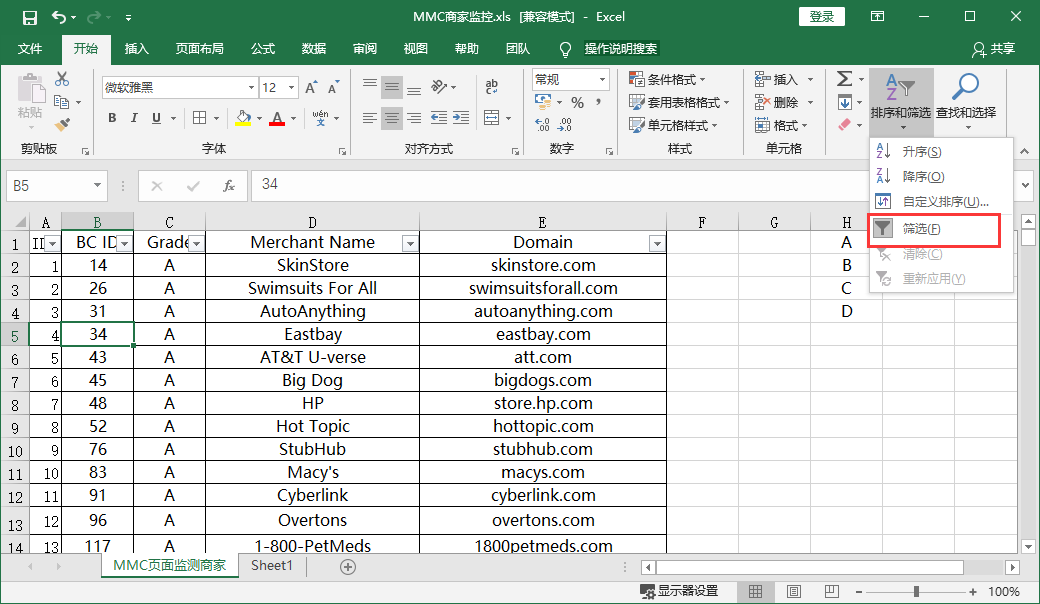 MMC商家监控.xls [兼容模式] - Excel
登录
文件 开始 插入 页面布局 公式 数据 审阅 视图 帮助 团队 操作说明搜索 共享
粘贴
微软雅黑 12
A A
B I U
A
wén 文
ab c
常规
% ,
条件格式
套用表格格式
单元格样式
插入
删除
格式
Σ
A Z
排序和筛选
查找和选择
剪贴板 字体 对齐方式 数字 样式 单元格
升序(S)
降序(O)
自定义排序(U)...
筛选(F)
清除(C)
重新应用(Y)
B5 fx 34
A B C D E F G H
1 BC ID Grade Merchant Name Domain A
2 1 14 A SkinStore skinstore.com B
3 2 26 A Swimsuits For All swimsuitsforall.com C
4 3 31 A AutoAnything autoanything.com D
5 4 34 A Eastbay eastbay.com
6 5 43 A AT&T U-verse att.com
7 6 45 A Big Dog bigdogs.com
8 7 48 A HP store.hp.com
9 8 52 A Hot Topic hottopic.com
10 9 76 A StubHub stubhub.com
11 10 83 A Macy's macys.com
12 11 91 A Cyberlink cyberlink.com
13 12 96 A Overtons overtons.com
14 13 117 A 1-800-PetMeds 1800petmeds.com
MMC页面监测商家 Sheet1
显示器设置 100%